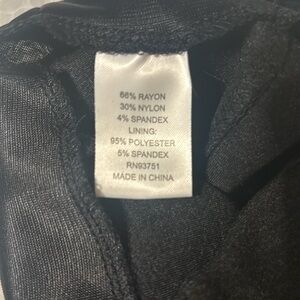 66% RAYON
30% NYLON
4% SPANDEX
LINING:
95% POLYESTER
5% SPANDEX
RN93751
MADE IN CHINA